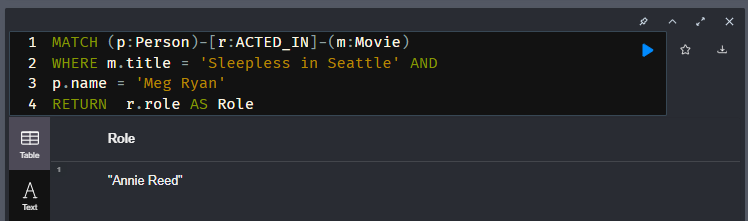 1 MATCH (p:Person)-[r:ACTED_IN]-(m:Movie)
2 WHERE m.title = 'Sleepless in Seattle' AND
3 p.name = 'Meg Ryan'
4 RETURN  r.role AS Role
Table
Role
1
"Annie Reed"
A
Text